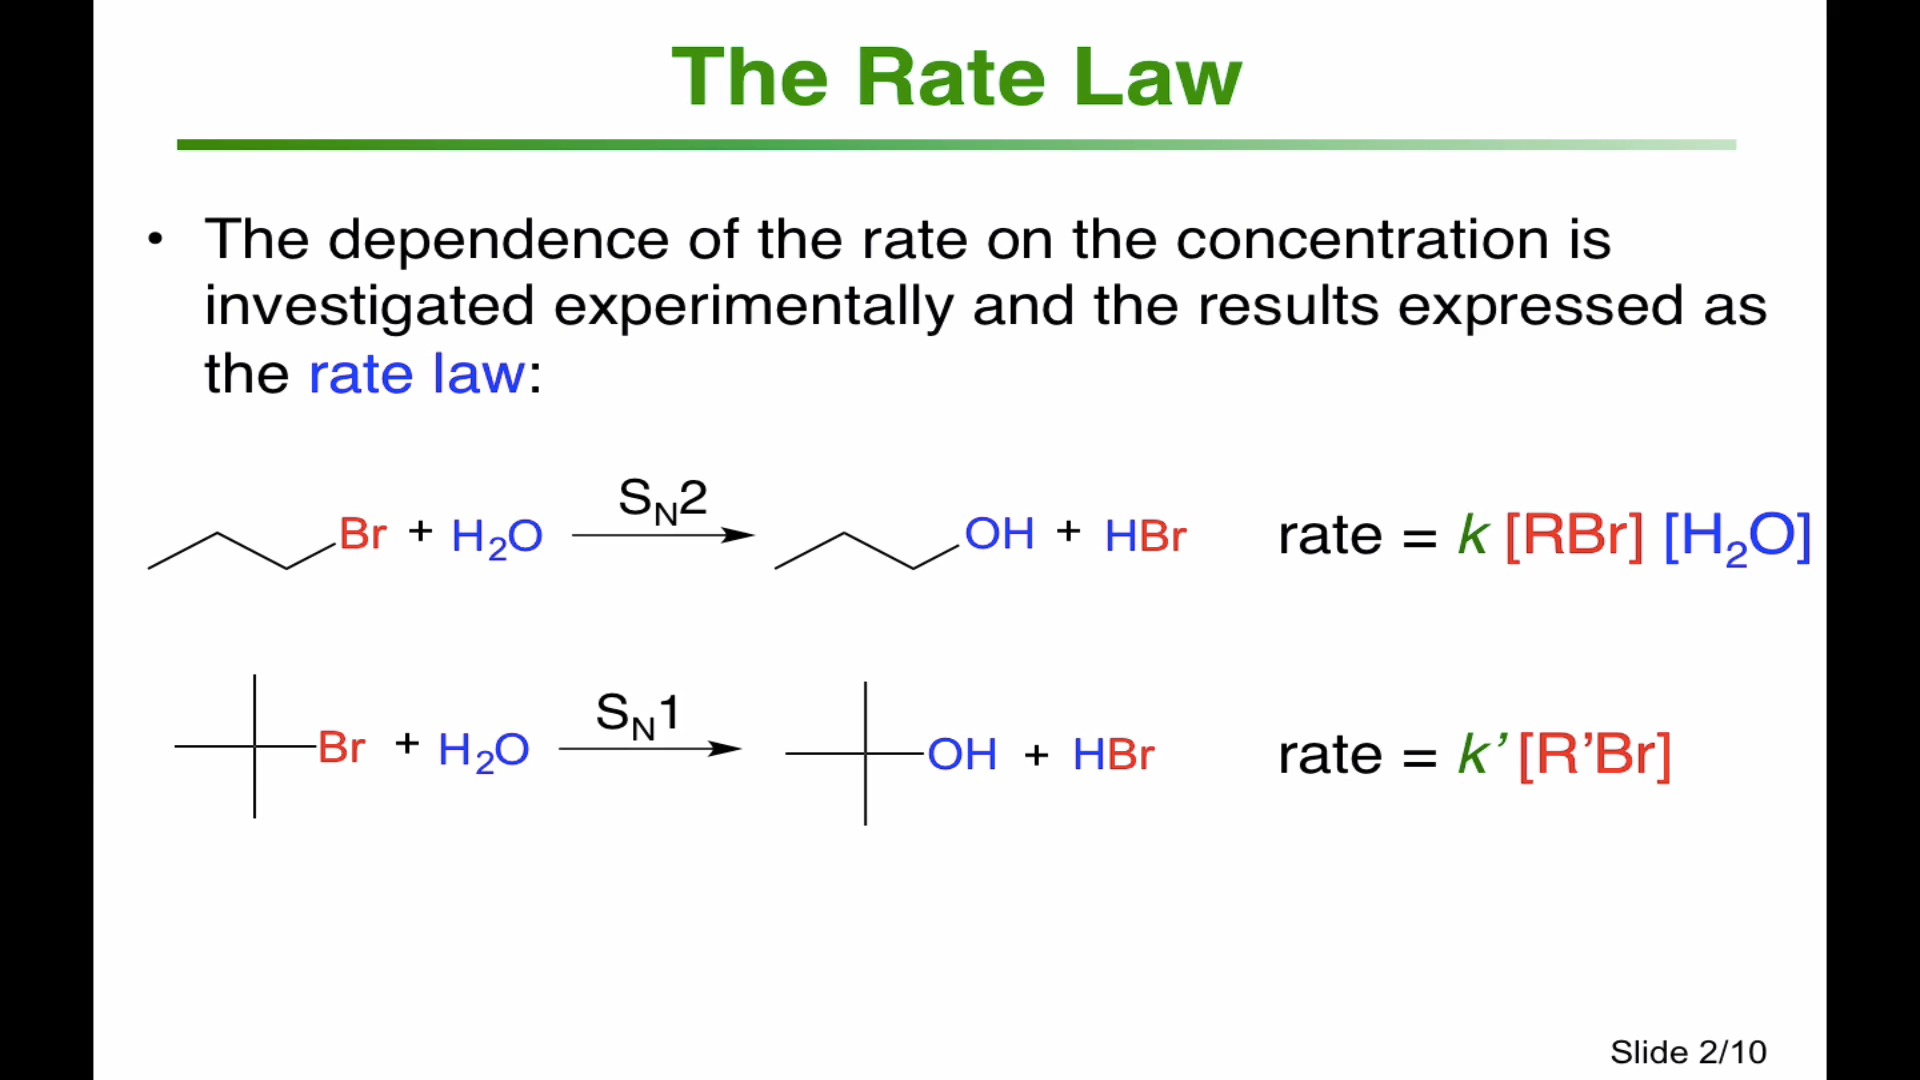 The Rate Law
• The dependence of the rate on the concentration is
investigated experimentally and the results expressed as
the rate law:
Br + H₂O Sₙ2 OH + HBr rate = k [RBr] [H₂O]
Br + H₂O Sₙ1 OH + HBr rate = k’ [R’Br]
Slide 2/10